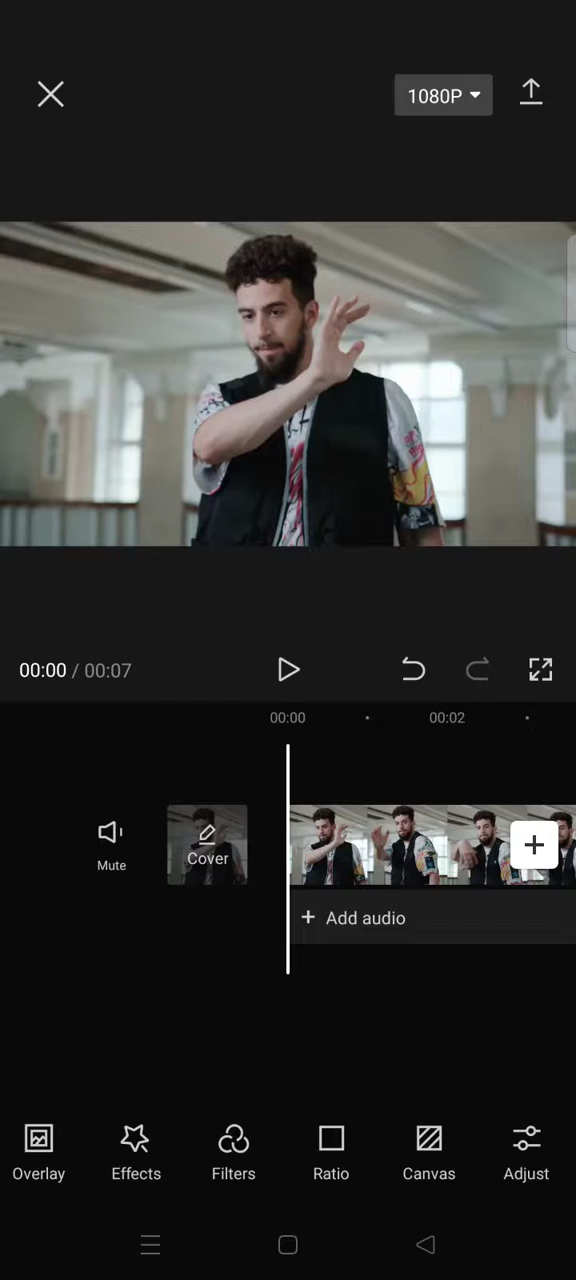 1080P
00:00 / 00:07
00:00
00:02
Mute
Cover
+ Add audio
Overlay
Effects
Filters
Ratio
Canvas
Adjust